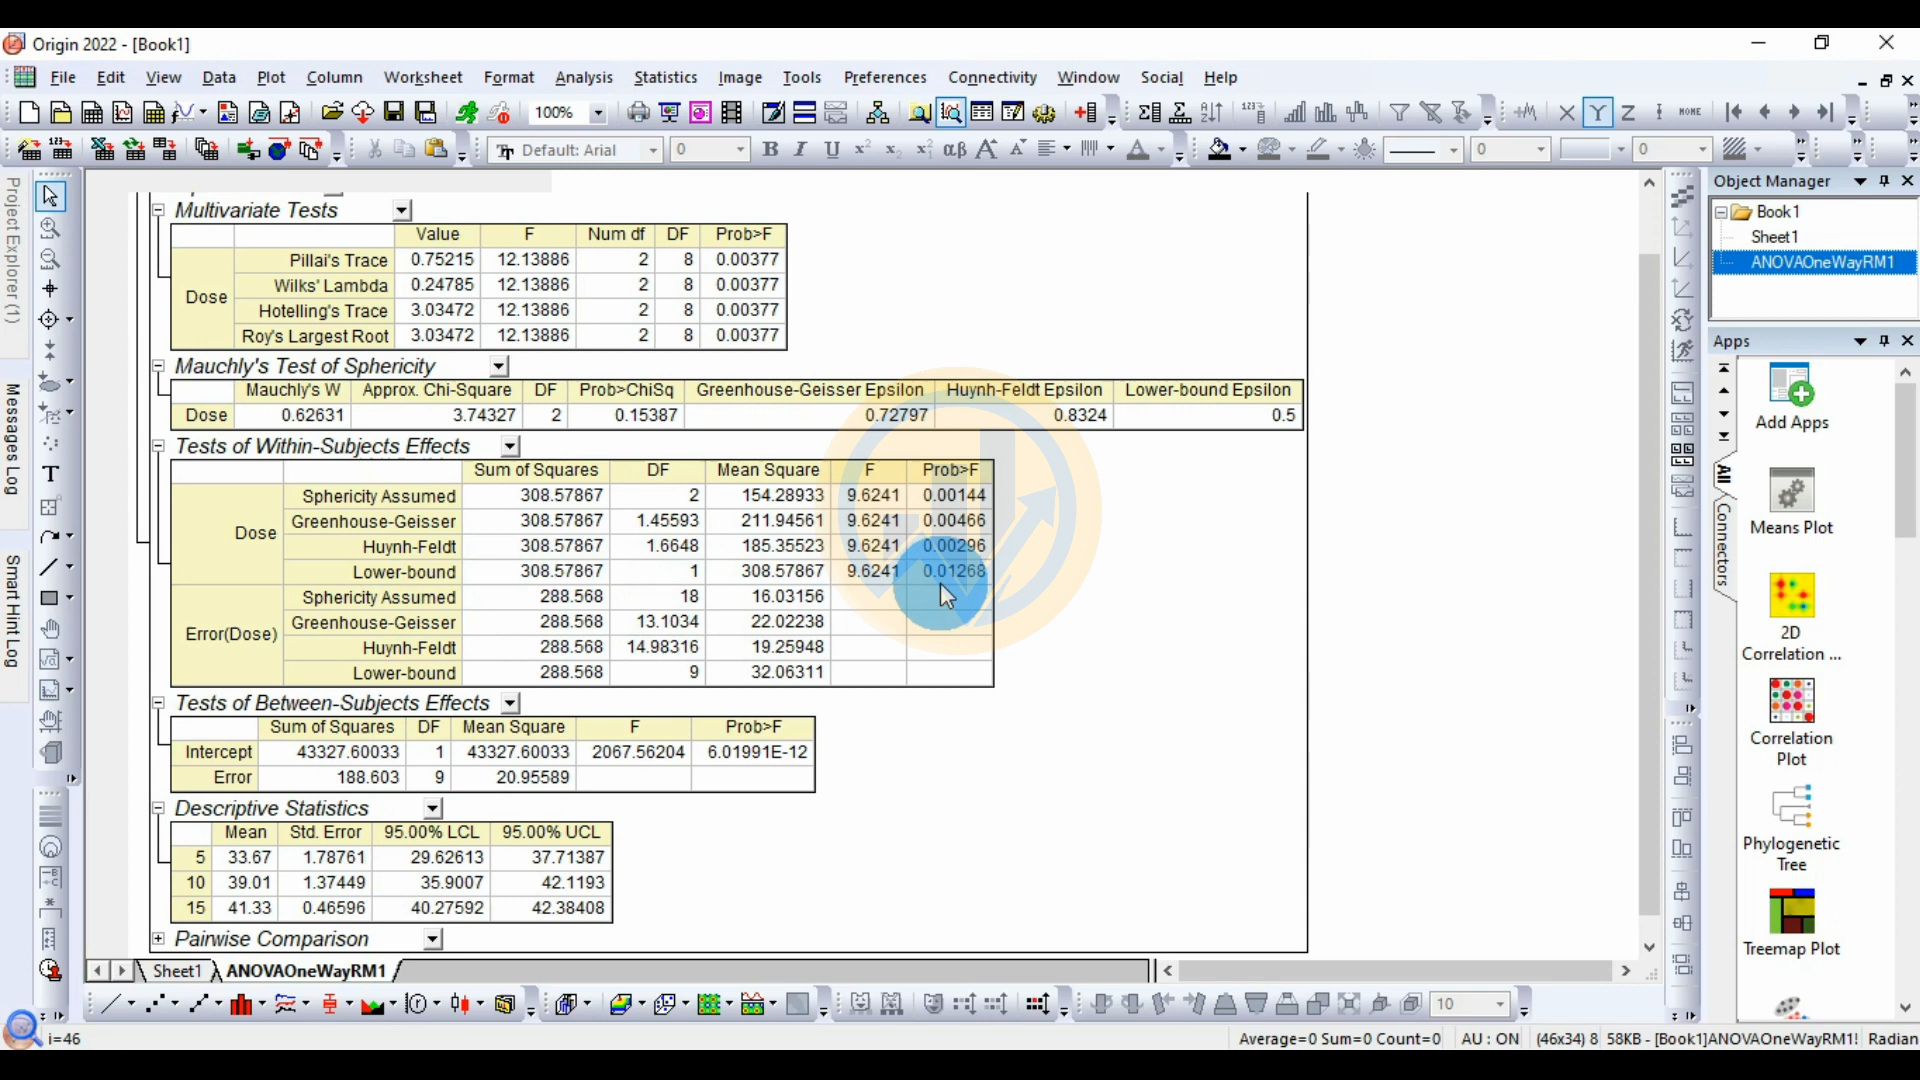 Origin 2022 - [Book1]
File Edit View Data Plot Column Worksheet Format Analysis Statistics Image Tools Preferences Connectivity Window Social Help
100%
X Y Z HOME
Default: Arial 0 B I U 0 0
Project Explorer (1)
Messages Log
Smart Hint Log
Multivariate Tests
Value F Num df DF Prob>F
Dose
Pillai's Trace 0.75215 12.13886 2 8 0.00377
Wilks' Lambda 0.24785 12.13886 2 8 0.00377
Hotelling's Trace 3.03472 12.13886 2 8 0.00377
Roy's Largest Root 3.03472 12.13886 2 8 0.00377
Mauchly's Test of Sphericity
Mauchly's W Approx. Chi-Square DF Prob>ChiSq Greenhouse-Geisser Epsilon Huynh-Feldt Epsilon Lower-bound Epsilon
Dose 0.62631 3.74327 2 0.15387 0.72797 0.8324 0.5
Tests of Within-Subjects Effects
Sum of Squares DF Mean Square F Prob>F
Dose
Sphericity Assumed 308.57867 2 154.28933 9.6241 0.00144
Greenhouse-Geisser 308.57867 1.45593 211.94561 9.6241 0.00466
Huynh-Feldt 308.57867 1.6648 185.35523 9.6241 0.00296
Lower-bound 308.57867 1 308.57867 9.6241 0.01268
Error(Dose)
Sphericity Assumed 288.568 18 16.03156
Greenhouse-Geisser 288.568 13.1034 22.02238
Huynh-Feldt 288.568 14.98316 19.25948
Lower-bound 288.568 9 32.06311
Tests of Between-Subjects Effects
Sum of Squares DF Mean Square F Prob>F
Intercept 43327.60033 1 43327.60033 2067.56204 6.01991E-12
Error 188.603 9 20.95589
Descriptive Statistics
Mean Std. Error 95.00% LCL 95.00% UCL
5 33.67 1.78761 29.62613 37.71387
10 39.01 1.37449 35.9007 42.1193
15 41.33 0.46596 40.27592 42.38408
Pairwise Comparison
Sheet1 ANOVAOneWayRM1
10
i=46
Average=0 Sum=0 Count=0 AU : ON (46x34) 8 58KB - [Book1]ANOVAOneWayRM1! Radian
Object Manager
Book1
Sheet1
ANOVAOneWayRM1
Apps
All
Connectors
Add Apps
Means Plot
2D
Correlation ...
Correlation
Plot
Phylogenetic
Tree
Treemap Plot